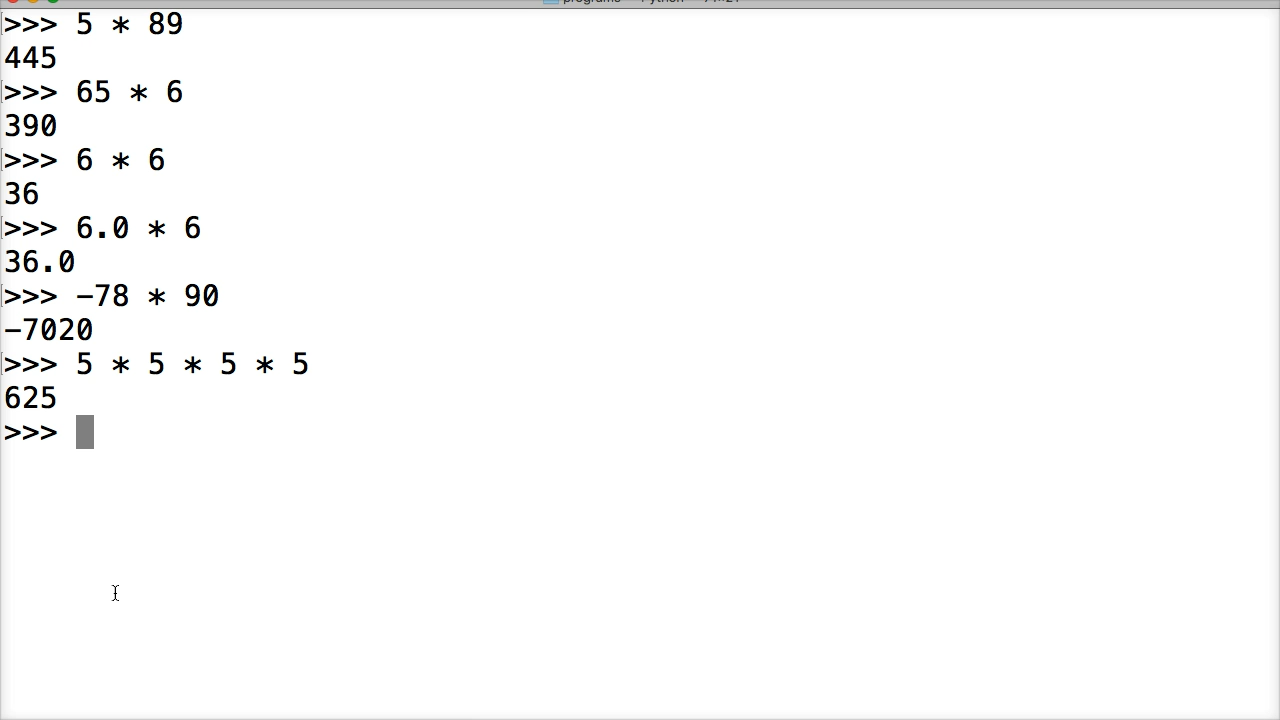 >>> 5 * 89
445
>>> 65 * 6
390
>>> 6 * 6
36
>>> 6.0 * 6
36.0
>>> -78 * 90
-7020
>>> 5 * 5 * 5 * 5
625
>>>